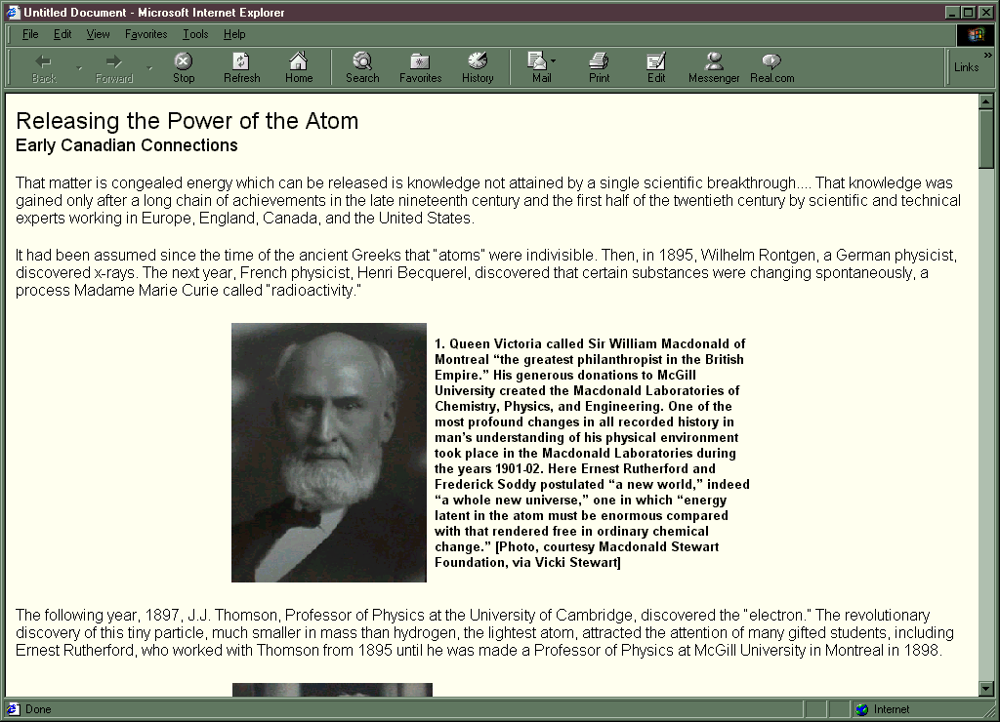 Untitled Document - Microsoft Internet Explorer
File Edit View Favorites Tools Help
Back Forward Stop Refresh Home Search Favorites History Mail Print Edit Messenger Real.com Links »
Releasing the Power of the Atom
Early Canadian Connections
That matter is congealed energy which can be released is knowledge not attained by a single scientific breakthrough.... That knowledge was
gained only after a long chain of achievements in the late nineteenth century and the first half of the twentieth century by scientific and technical
experts working in Europe, England, Canada, and the United States.
It had been assumed since the time of the ancient Greeks that “atoms” were indivisible. Then, in 1895, Wilhelm Rontgen, a German physicist,
discovered x-rays. The next year, French physicist, Henri Becquerel, discovered that certain substances were changing spontaneously, a
process Madame Marie Curie called “radioactivity.”
1. Queen Victoria called Sir William Macdonald of
Montreal “the greatest philanthropist in the British
Empire.” His generous donations to McGill
University created the Macdonald Laboratories of
Chemistry, Physics, and Engineering. One of the
most profound changes in all recorded history in
man's understanding of his physical environment
took place in the Macdonald Laboratories during
the years 1901-02. Here Ernest Rutherford and
Frederick Soddy postulated “a new world,” indeed
“a whole new universe,” one in which “energy
latent in the atom must be enormous compared
with that rendered free in ordinary chemical
change.” [Photo, courtesy Macdonald Stewart
Foundation, via Vicki Stewart]
The following year, 1897, J.J. Thomson, Professor of Physics at the University of Cambridge, discovered the “electron.” The revolutionary
discovery of this tiny particle, much smaller in mass than hydrogen, the lightest atom, attracted the attention of many gifted students, including
Ernest Rutherford, who worked with Thomson from 1895 until he was made a Professor of Physics at McGill University in Montreal in 1898.
Done Internet